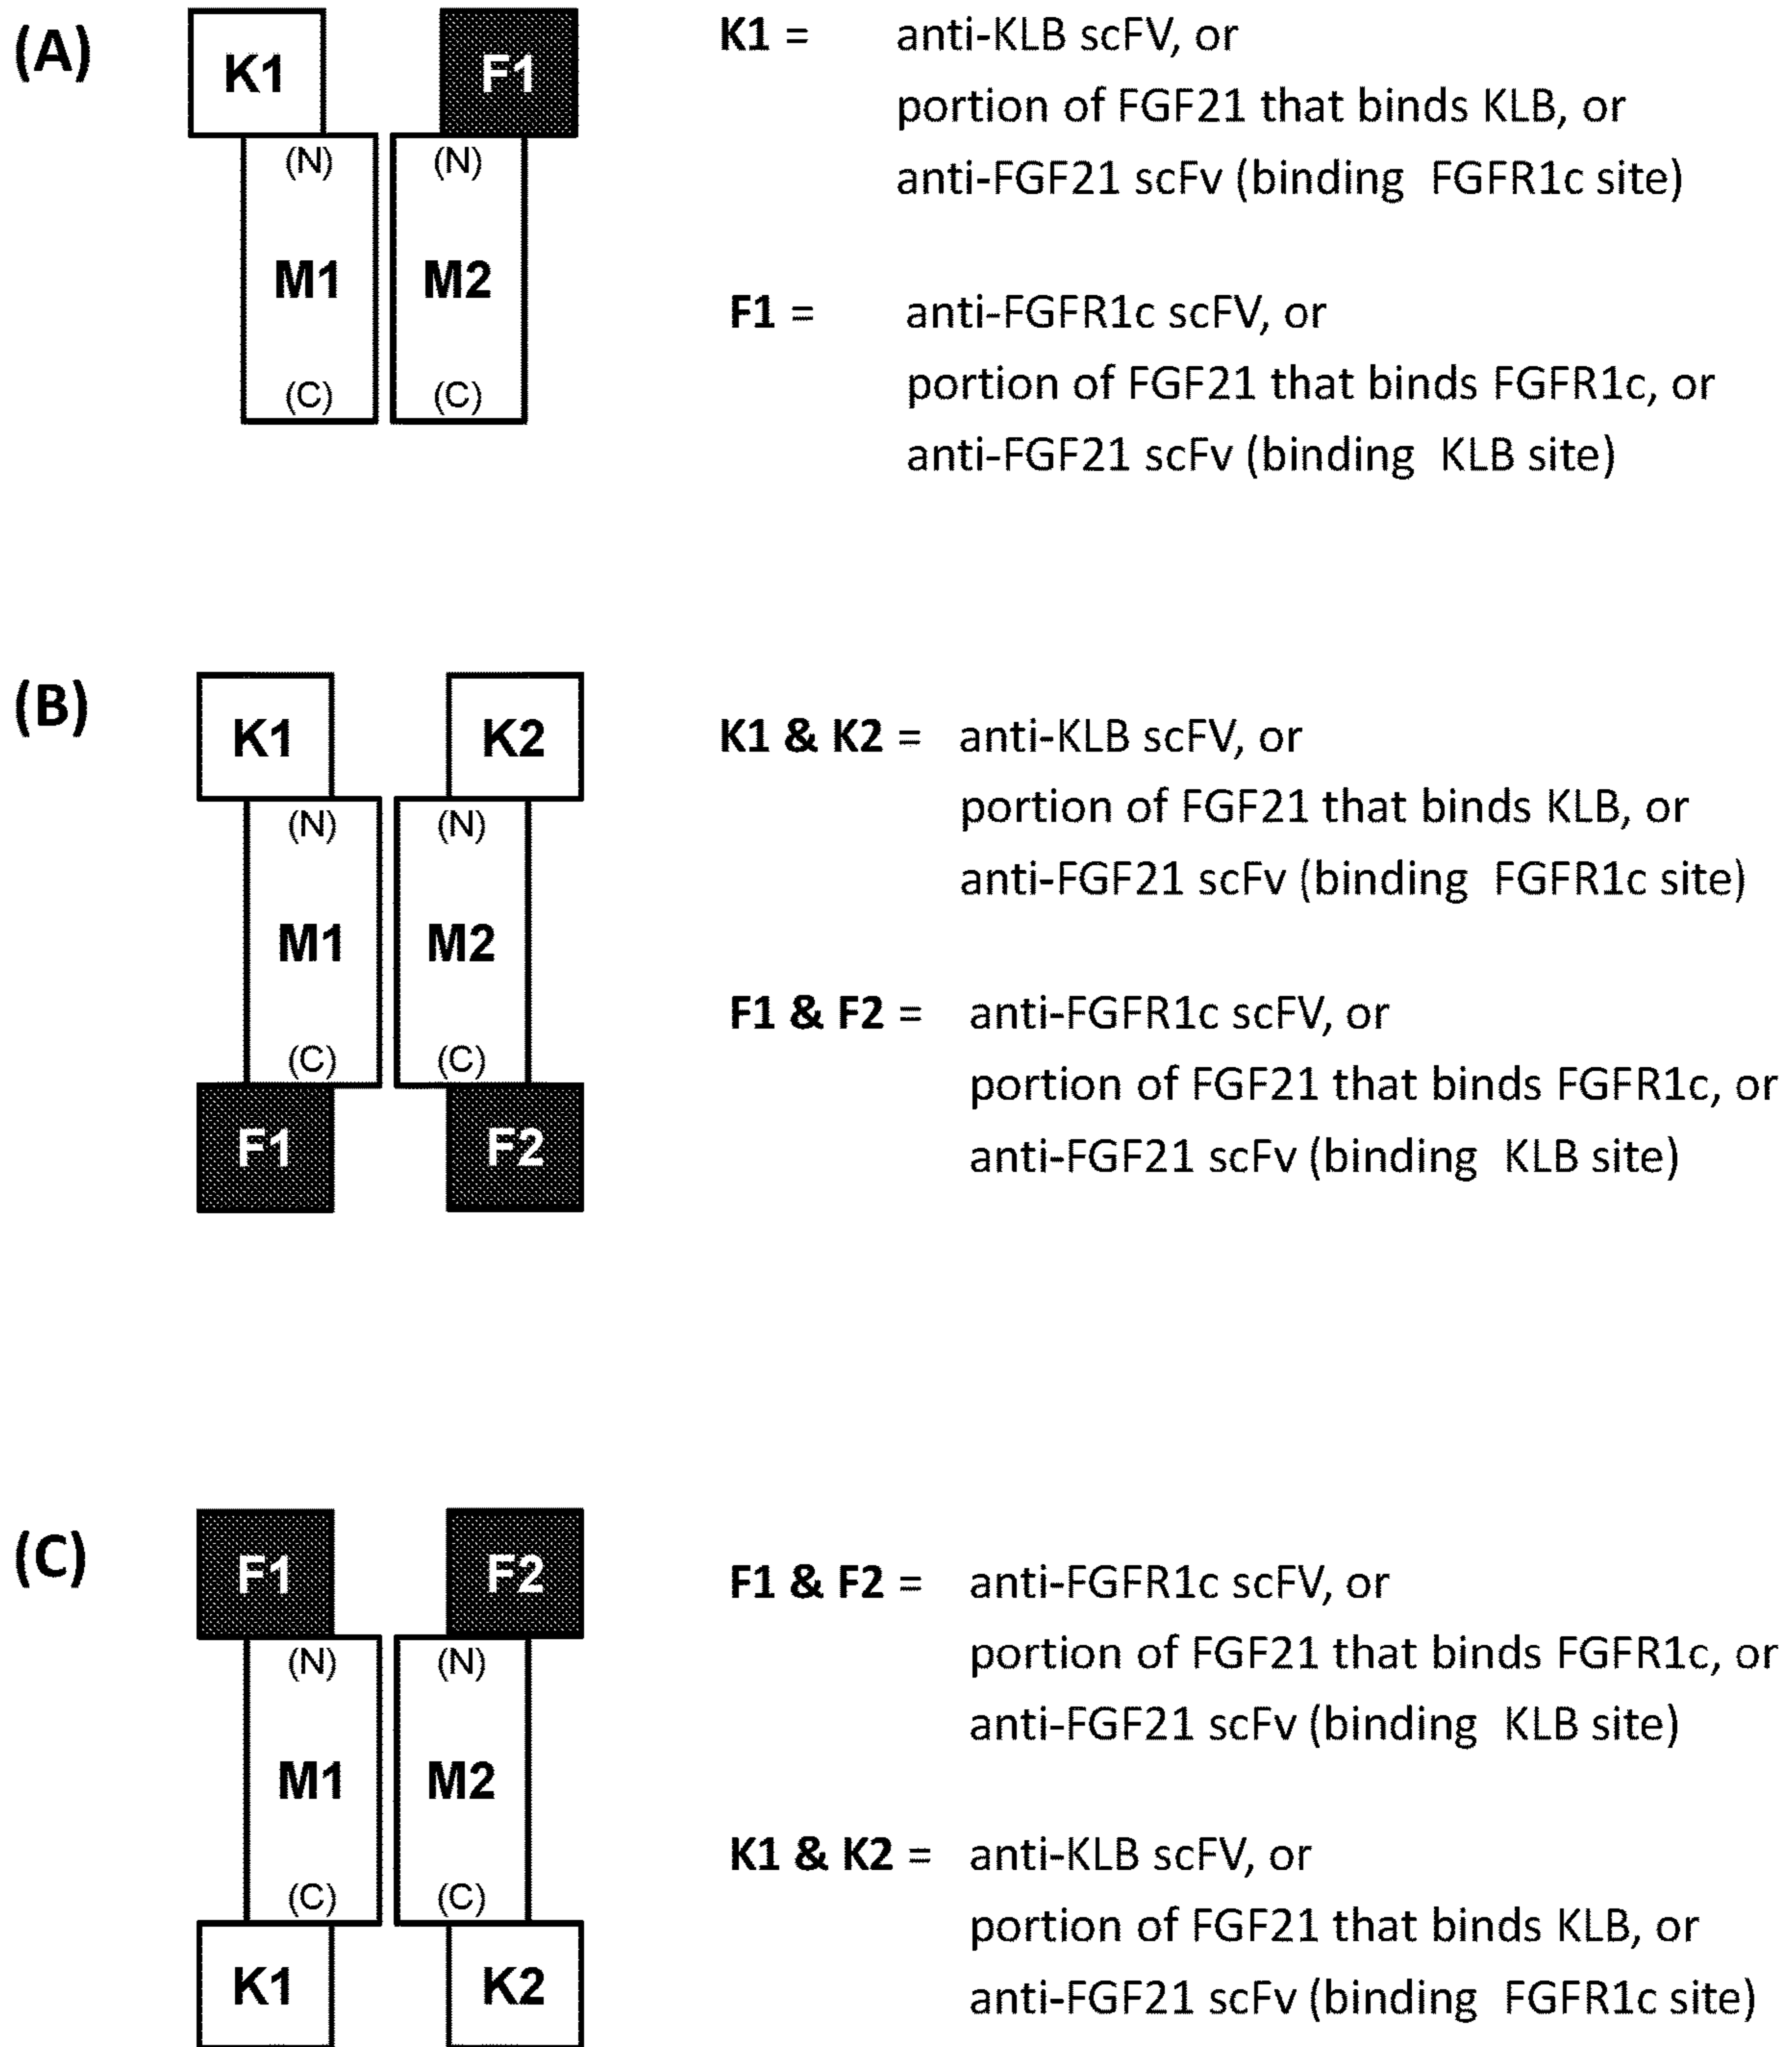 (A)
K1 F1
(N) (N)
M1 M2
(C) (C)
K1 = anti-KLB scFV, or
portion of FGF21 that binds KLB, or
anti-FGF21 scFv (binding FGFR1c site)
F1 = anti-FGFR1c scFV, or
portion of FGF21 that binds FGFR1c, or
anti-FGF21 scFv (binding KLB site)
(B)
K1 K2
(N) (N)
M1 M2
(C) (C)
F1 F2
K1 & K2 = anti-KLB scFV, or
portion of FGF21 that binds KLB, or
anti-FGF21 scFv (binding FGFR1c site)
F1 & F2 = anti-FGFR1c scFV, or
portion of FGF21 that binds FGFR1c, or
anti-FGF21 scFv (binding KLB site)
(C)
F1 F2
(N) (N)
M1 M2
(C) (C)
K1 K2
F1 & F2 = anti-FGFR1c scFV, or
portion of FGF21 that binds FGFR1c, or
anti-FGF21 scFv (binding KLB site)
K1 & K2 = anti-KLB scFV, or
portion of FGF21 that binds KLB, or
anti-FGF21 scFv (binding FGFR1c site)